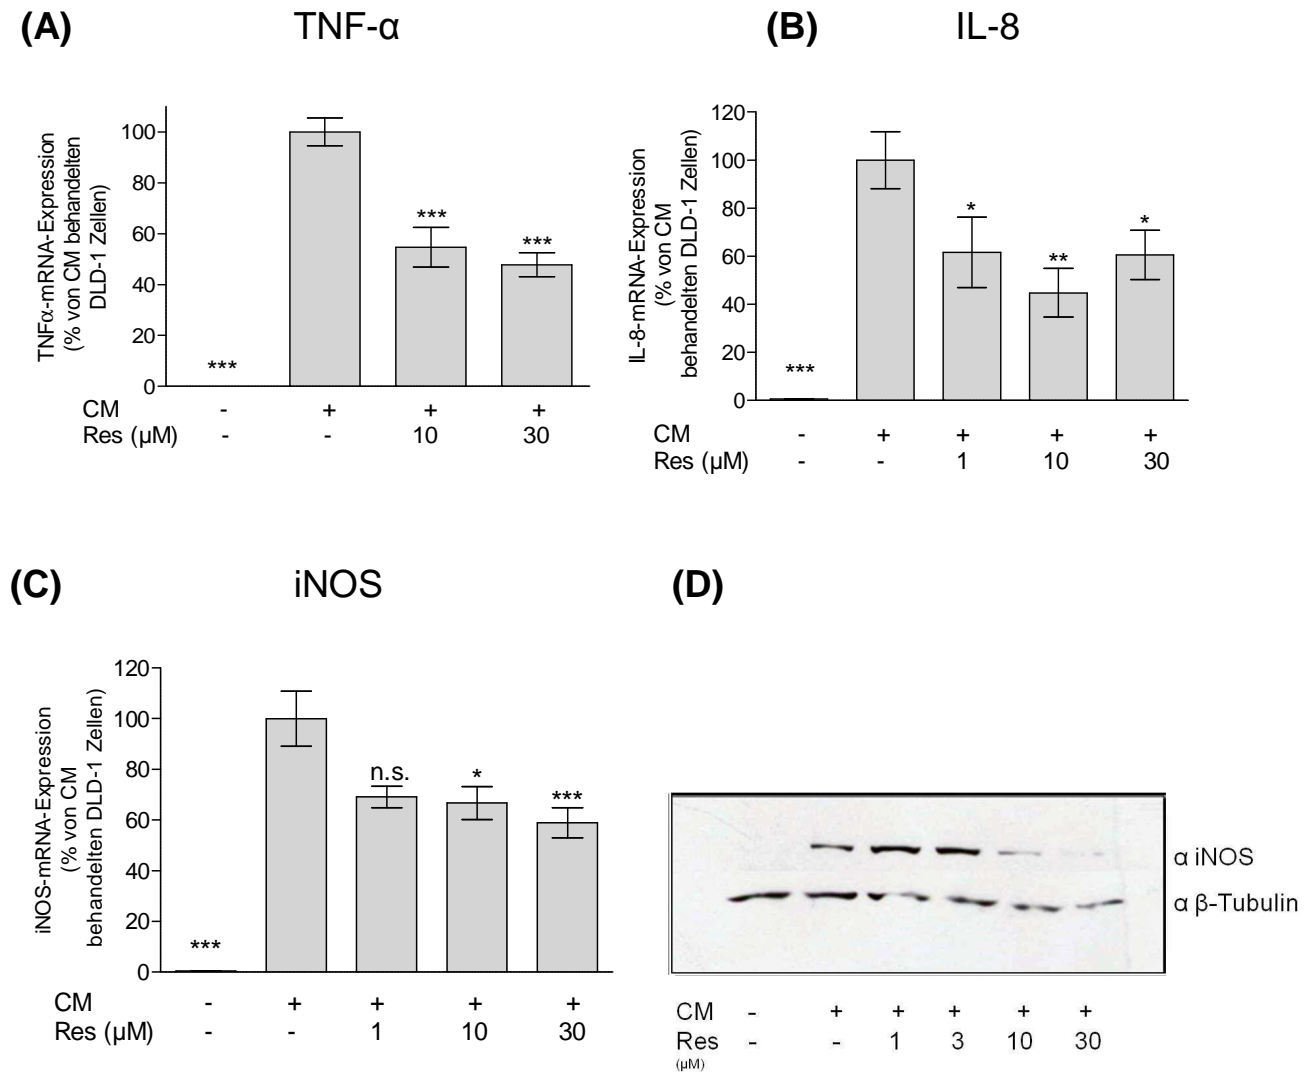 (A) TNF-α
TNFα-mRNA-Expression
(% von CM behandelten
DLD-1 Zellen)
100
80
60
40
20
0
***
***
***
CM - + + +
Res (µM) - - 10 30
(B) IL-8
IL-8-mRNA-Expression
(% von CM
behandelten DLD-1 Zellen)
120
100
80
60
40
20
0
***
*
**
*
CM - + + + +
Res (µM) - - 1 10 30
(C) iNOS
iNOS-mRNA-Expression
(% von CM
behandelten DLD-1 Zellen)
120
100
80
60
40
20
0
***
n.s.
*
***
CM - + + + +
Res (µM) - - 1 10 30
(D)
α iNOS
α β-Tubulin
CM - + + + + +
Res - - 1 3 10 30
(µM)